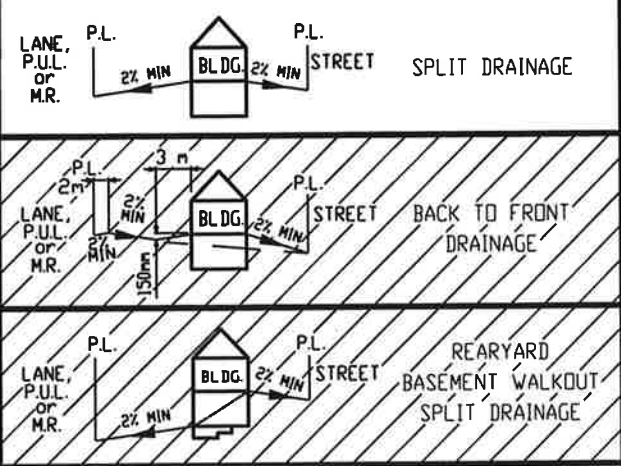 P.L.
P.L.
LANE,
P.U.L.
or
M.R.
2% MIN
BLDG.
2% MIN
STREET
SPLIT DRAINAGE
3 m
P.L.
2m
P.L.
LANE,
P.U.L.
or
M.R.
2%
MIN
2%
MIN
150mm
BLDG.
2% MIN
STREET
BACK TO FRONT
DRAINAGE
P.L.
P.L.
LANE,
P.U.L.
or
M.R.
2% MIN
BLDG.
2% MIN
STREET
REARYARD
BASEMENT WALKOUT
SPLIT DRAINAGE